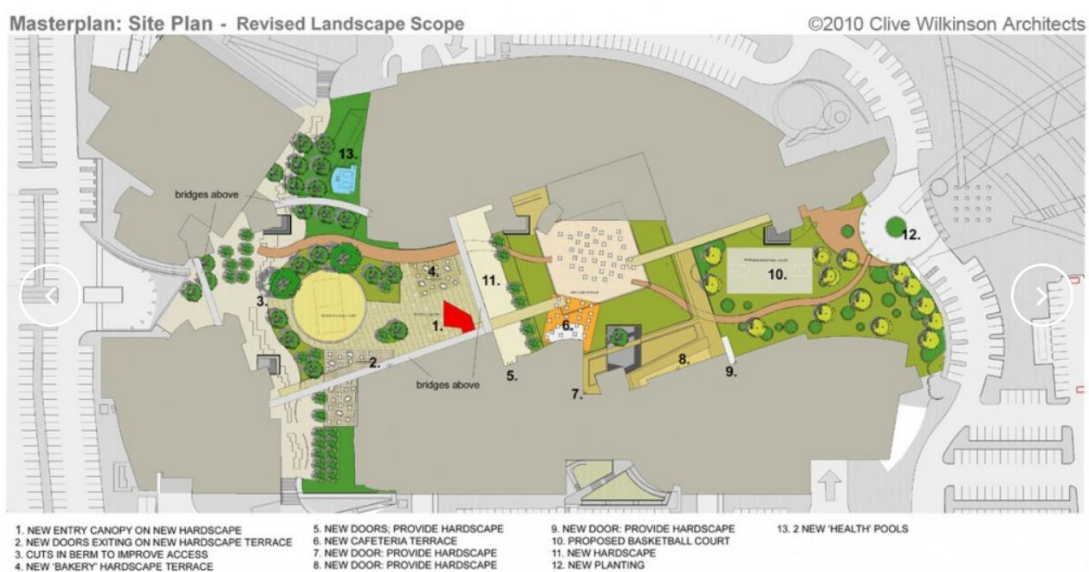 Masterplan: Site Plan - Revised Landscape Scope
©2010 Clive Wilkinson Architects
13.
bridges above
12.
4.
11.
10.
3.
1.
6.
2.
8.
bridges above
5.
9.
7.
1. NEW ENTRY CANOPY ON NEW HARDSCAPE
2. NEW DOORS EXITING ON NEW HARDSCAPE TERRACE
3. CUTS IN BERM TO IMPROVE ACCESS
4. NEW 'BAKERY' HARDSCAPE TERRACE
5. NEW DOORS; PROVIDE HARDSCAPE
6. NEW CAFETERIA TERRACE
7. NEW DOOR: PROVIDE HARDSCAPE
8. NEW DOOR: PROVIDE HARDSCAPE
9. NEW DOOR: PROVIDE HARDSCAPE
10. PROPOSED BASKETBALL COURT
11. NEW HARDSCAPE
12. NEW PLANTING
13. 2 NEW 'HEALTH' POOLS